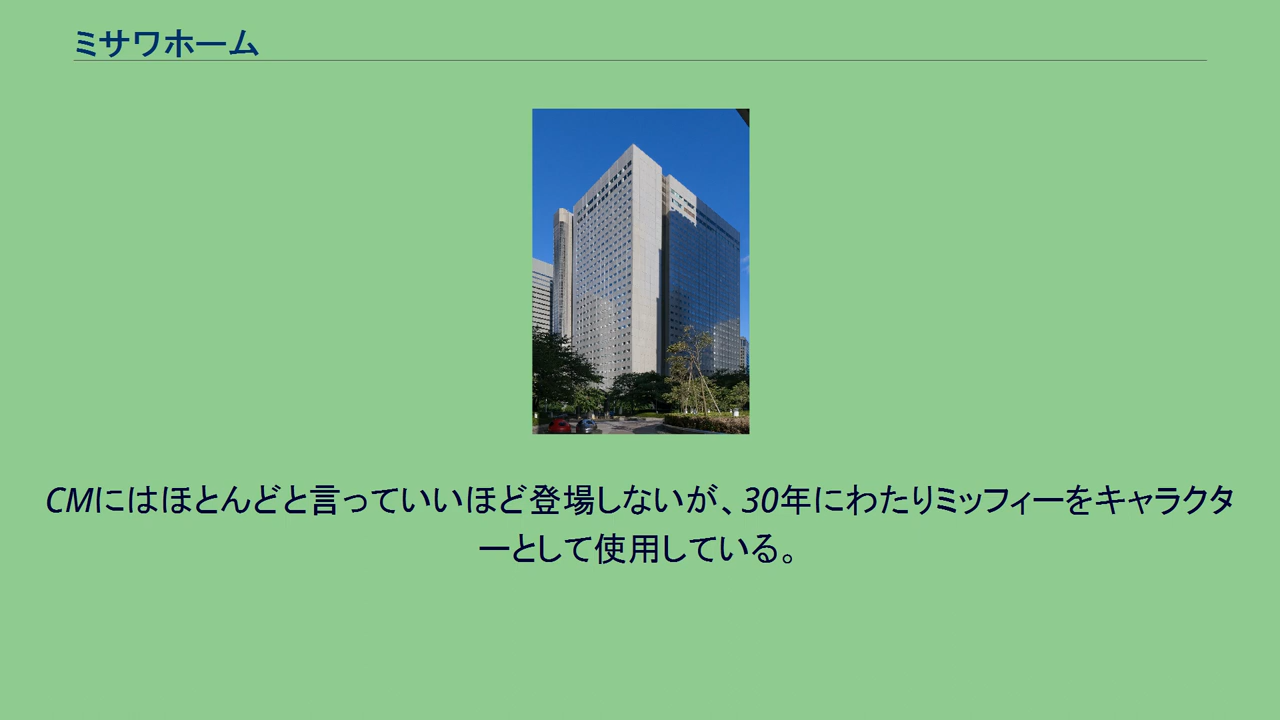 ミサワホーム
CMにはほとんどと言っていいほど登場しないが、30年にわたりミッフィーをキャラクタ
ーとして使用している。